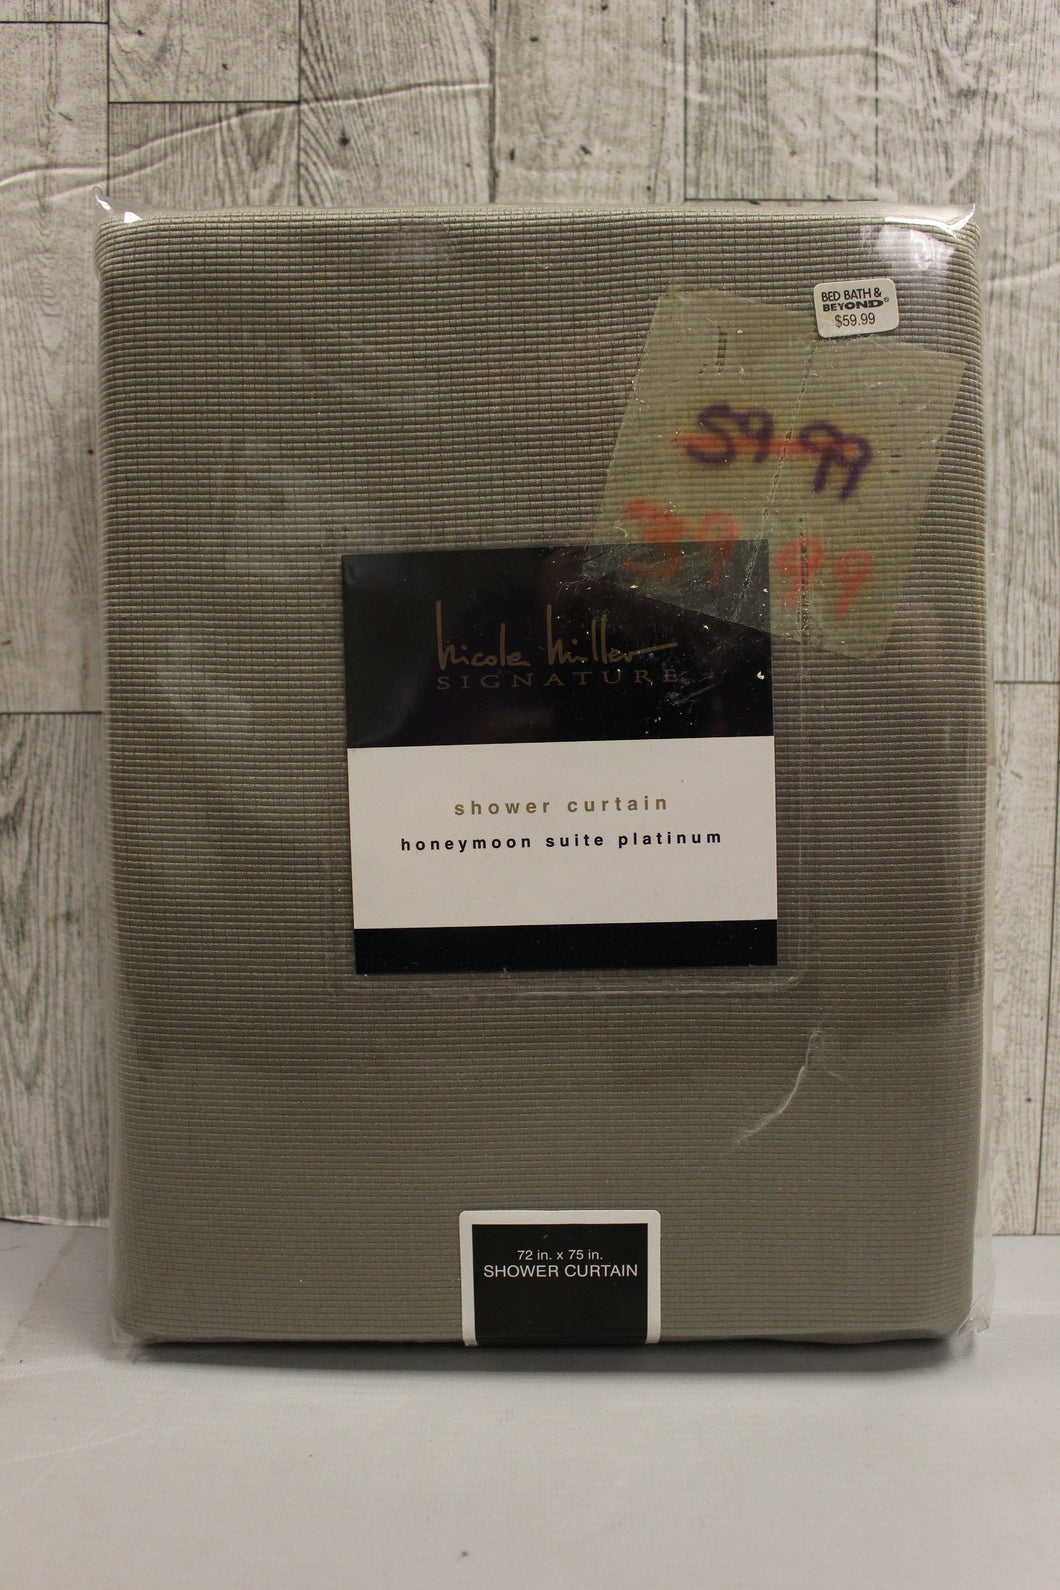 BED BATH &
BEYOND®
$59.99
59.99
39.99
Nicole Miller
SIGNATURE
shower curtain
honeymoon suite platinum
72 in. x 75 in.
SHOWER CURTAIN